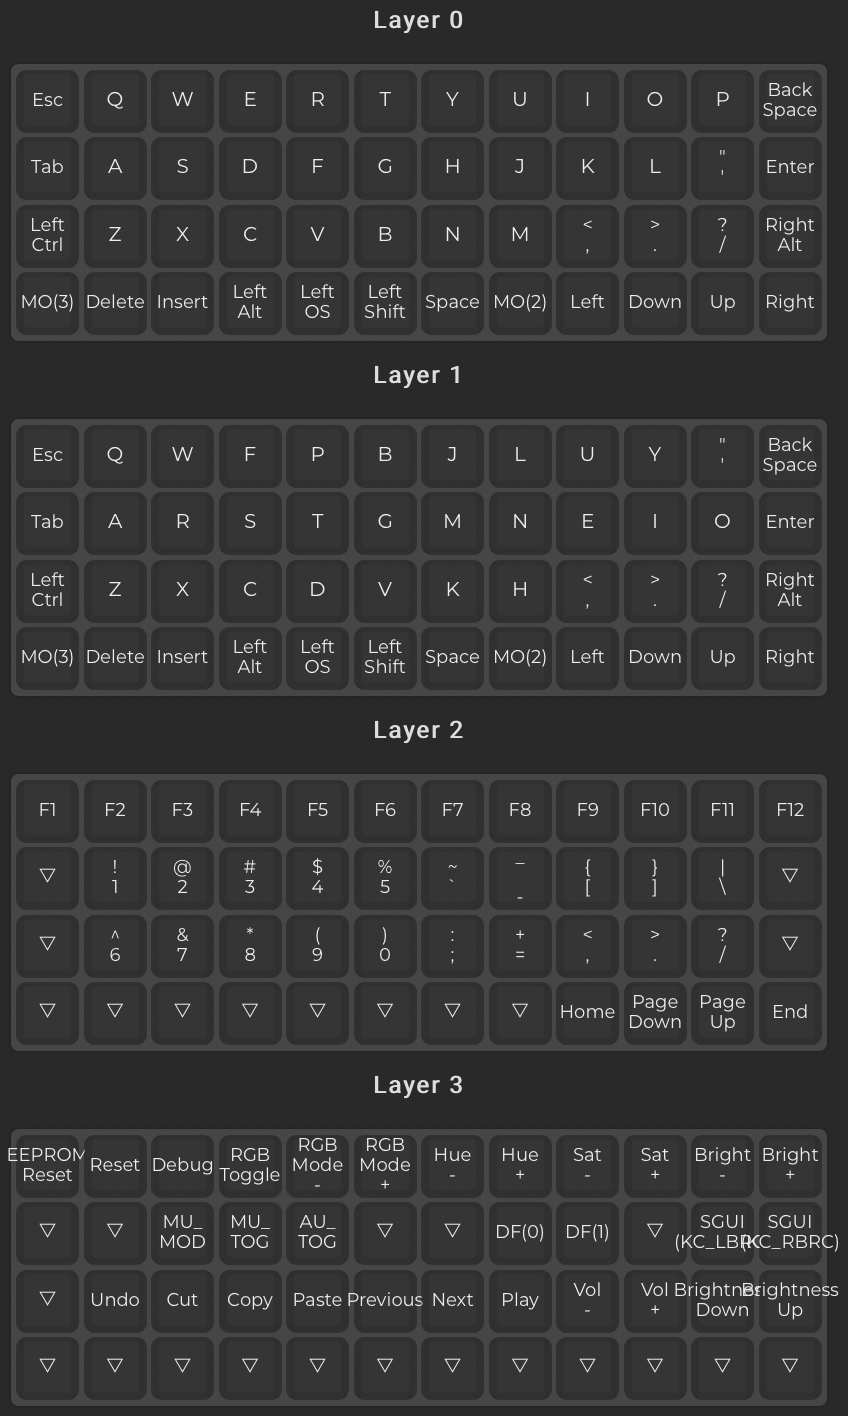 Layer 0
Esc Q W E R T Y U I O P Back Space
Tab A S D F G H J K L " ' Enter
Left Ctrl Z X C V B N M < , > . ? / Right Alt
MO(3) Delete Insert Left Alt Left OS Left Shift Space MO(2) Left Down Up Right
Layer 1
Esc Q W F P B J L U Y " ' Back Space
Tab A R S T G M N E I O Enter
Left Ctrl Z X C D V K H < , > . ? / Right Alt
MO(3) Delete Insert Left Alt Left OS Left Shift Space MO(2) Left Down Up Right
Layer 2
F1 F2 F3 F4 F5 F6 F7 F8 F9 F10 F11 F12
▽ ! 1 @ 2 # 3 $ 4 % 5 ~ ` _ - { [ } ] | \ ▽
▽ ^ 6 & 7 * 8 ( 9 ) 0 : ; + = < , > . ? / ▽
▽ ▽ ▽ ▽ ▽ ▽ ▽ ▽ Home Page Down Page Up End
Layer 3
EEPROM Reset Reset Debug RGB Toggle RGB Mode - RGB Mode + Hue - Hue + Sat - Sat + Bright - Bright +
▽ ▽ MU_ MOD MU_ TOG AU_ TOG ▽ ▽ DF(0) DF(1) ▽ SGUI (KC_LBRC) SGUI (KC_RBRC)
▽ Undo Cut Copy Paste Previous Next Play Vol - Vol + Brightness Down Brightness Up
▽ ▽ ▽ ▽ ▽ ▽ ▽ ▽ ▽ ▽ ▽ ▽